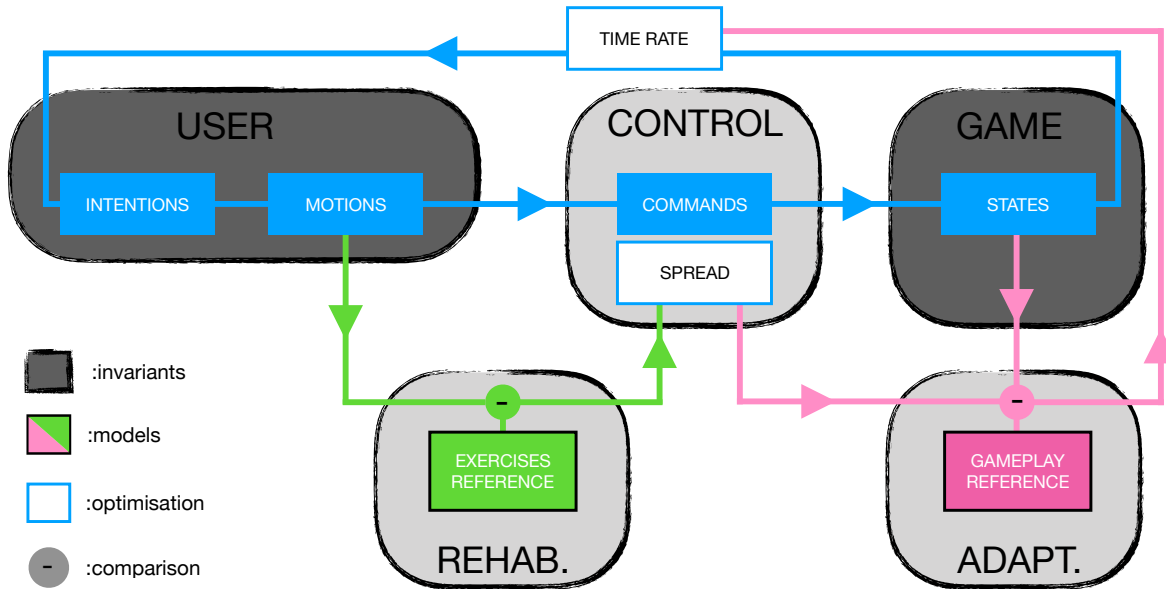 TIME RATE
USER
CONTROL
GAME
INTENTIONS
MOTIONS
COMMANDS
STATES
SPREAD
:invariants
:models
:optimisation
-
:comparison
-
EXERCISES
REFERENCE
REHAB.
-
GAMEPLAY
REFERENCE
ADAPT.